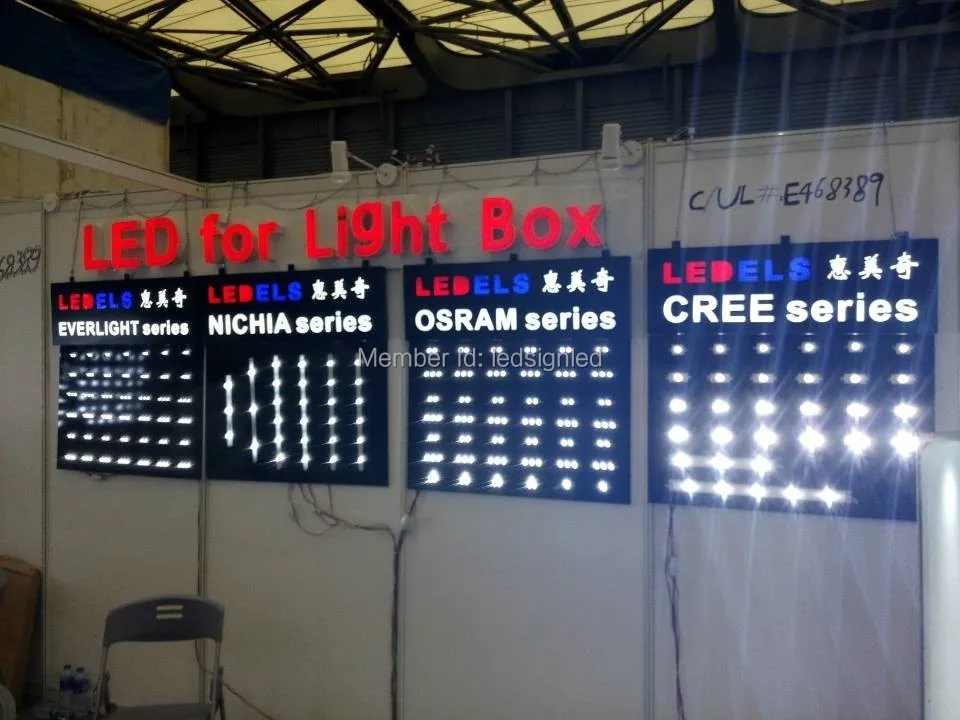 LED for Light Box
C/UL#:E468389
68389
LEDELS 惠美奇
EVERLIGHT series
LEDELS 惠美奇
NICHIA series
LEDELS 惠美奇
OSRAM series
LEDELS 惠美奇
CREE series
Member id: ledsignled